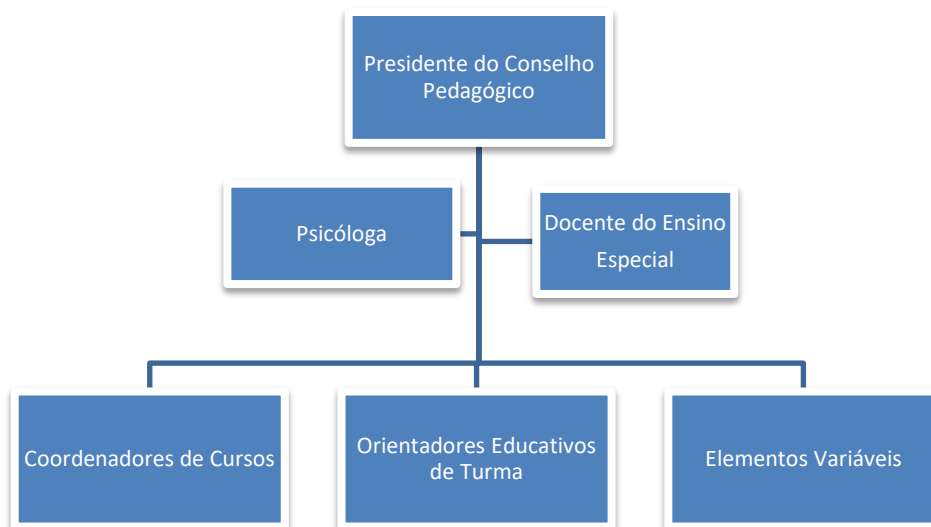 Presidente do Conselho
Pedagógico
Psicóloga
Docente do Ensino
Especial
Coordenadores de Cursos
Orientadores Educativos
de Turma
Elementos Variáveis